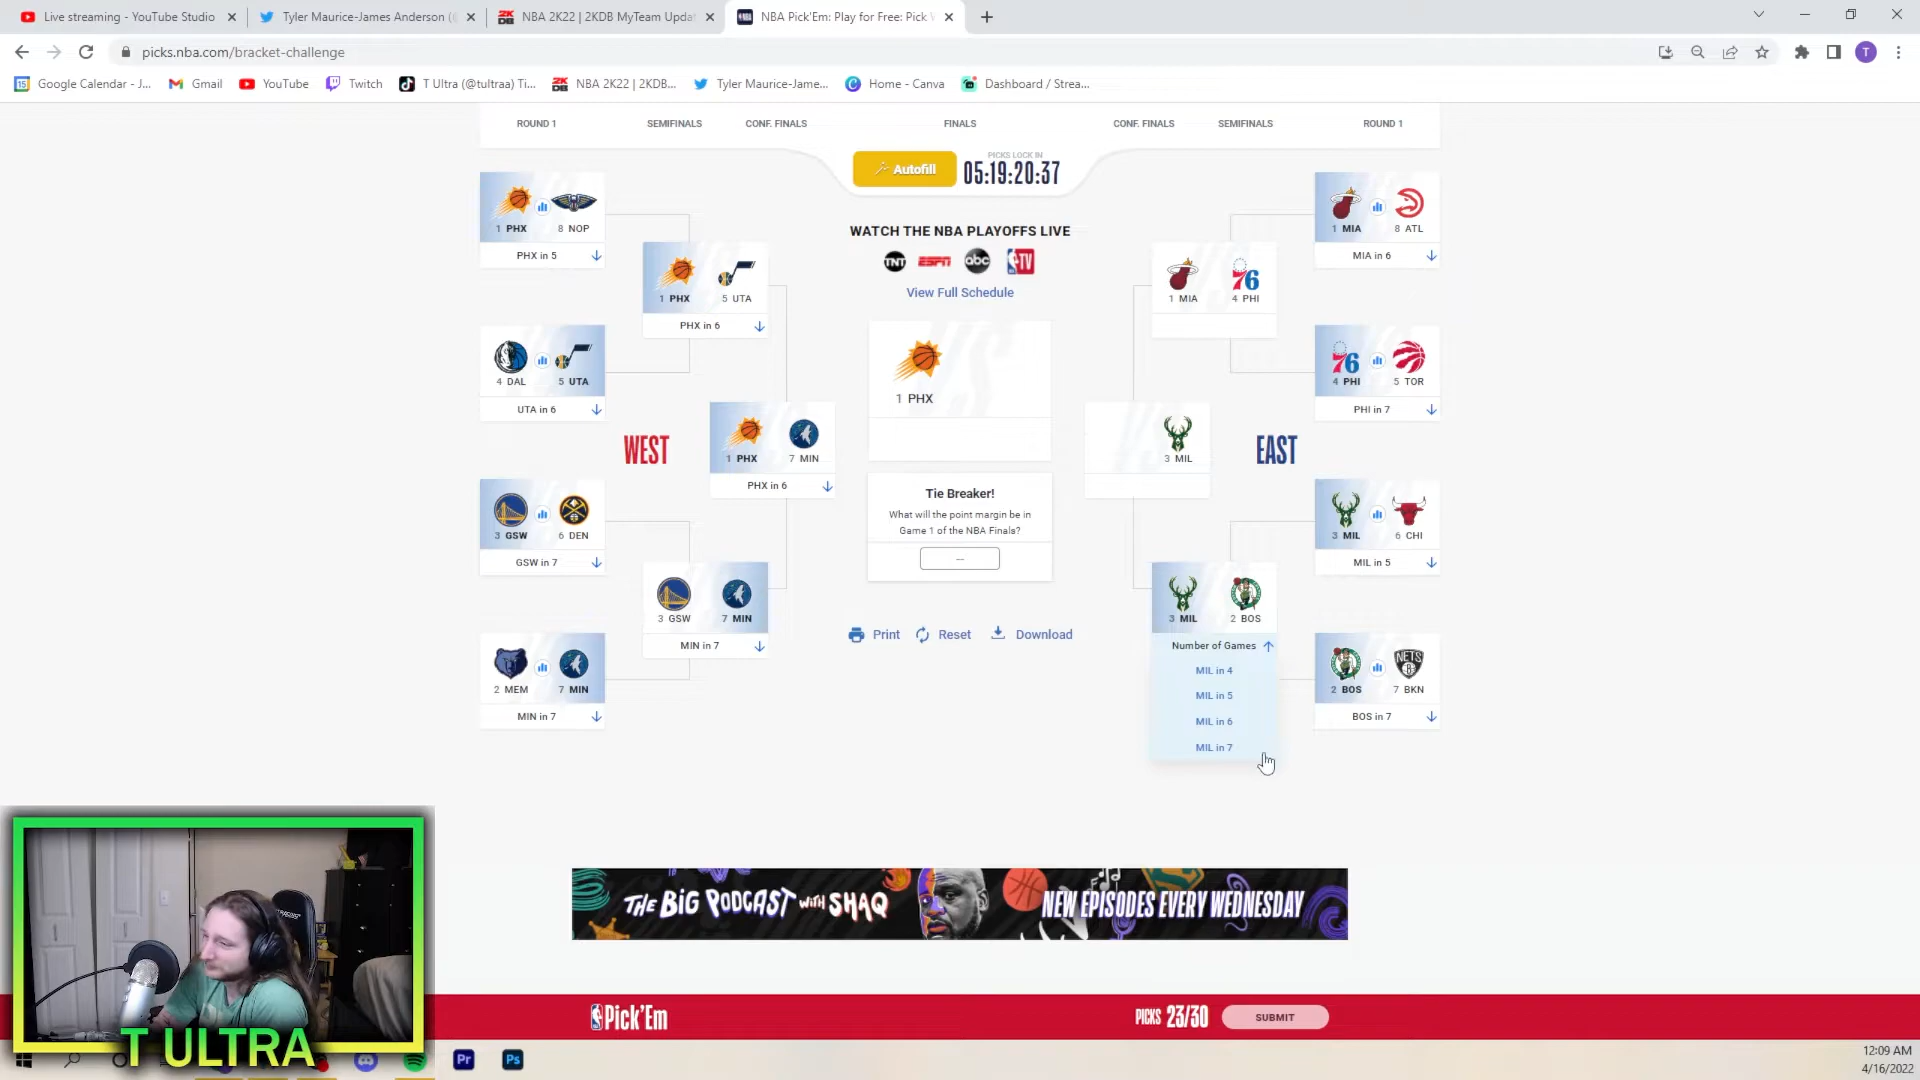 Live streaming - YouTube Studio
Tyler Maurice-James Anderson (@
NBA 2K22 | 2KDB MyTeam Updat
NBA Pick'Em: Play for Free: Pick W
picks.nba.com/bracket-challenge
T
15
Google Calendar - J...
Gmail
YouTube
Twitch
T Ultra (@tultraa) Ti...
NBA 2K22 | 2KDB...
Tyler Maurice-Jame...
Home - Canva
Dashboard / Strea...
ROUND 1
SEMIFINALS
CONF. FINALS
FINALS
CONF. FINALS
SEMIFINALS
ROUND 1
Autofill
PICKS LOCK IN
05:19:20:37
WATCH THE NBA PLAYOFFS LIVE
TNT ESPN abc TV
View Full Schedule
1 PHX 8 NOP
PHX in 5
4 DAL 5 UTA
UTA in 6
3 GSW 6 DEN
GSW in 7
2 MEM 7 MIN
MIN in 7
1 PHX 5 UTA
PHX in 6
3 GSW 7 MIN
MIN in 7
WEST
1 PHX 7 MIN
PHX in 6
1 PHX
Tie Breaker!
What will the point margin be in
Game 1 of the NBA Finals?
--
Print
Reset
Download
3 MIL
EAST
1 MIA 4 PHI
3 MIL 2 BOS
Number of Games
MIL in 4
MIL in 5
MIL in 6
MIL in 7
1 MIA 8 ATL
MIA in 6
4 PHI 5 TOR
PHI in 7
3 MIL 6 CHI
MIL in 5
NETS
2 BOS 7 BKN
BOS in 7
THE BIG PODCAST WITH SHAQ
NEW EPISODES EVERY WEDNESDAY
Pick'Em
PICKS 23/30
SUBMIT
T ULTRA
Pr
Ps
12:09 AM
4/16/2022